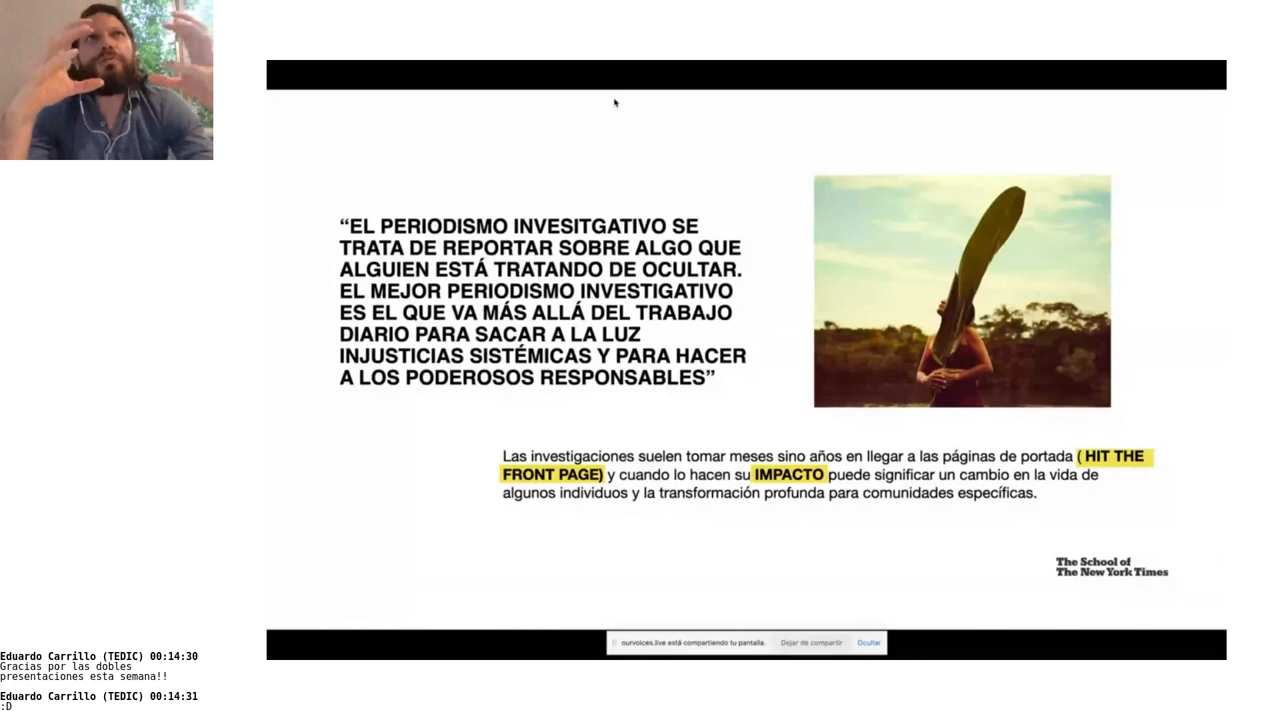 “EL PERIODISMO INVESITGATIVO SE
TRATA DE REPORTAR SOBRE ALGO QUE
ALGUIEN ESTÁ TRATANDO DE OCULTAR.
EL MEJOR PERIODISMO INVESTIGATIVO
ES EL QUE VA MÁS ALLÁ DEL TRABAJO
DIARIO PARA SACAR A LA LUZ
INJUSTICIAS SISTÉMICAS Y PARA HACER
A LOS PODEROSOS RESPONSABLES”
Las investigaciones suelen tomar meses sino años en llegar a las páginas de portada ( HIT THE
FRONT PAGE) y cuando lo hacen su IMPACTO puede significar un cambio en la vida de
algunos individuos y la transformación profunda para comunidades específicas.
The School of
The New York Times
ourvoices.live está compartiendo tu pantalla. Dejar de compartir Ocultar
Eduardo Carrillo (TEDIC) 00:14:30
Gracias por las dobles
presentaciones esta semana!!
Eduardo Carrillo (TEDIC) 00:14:31
:D